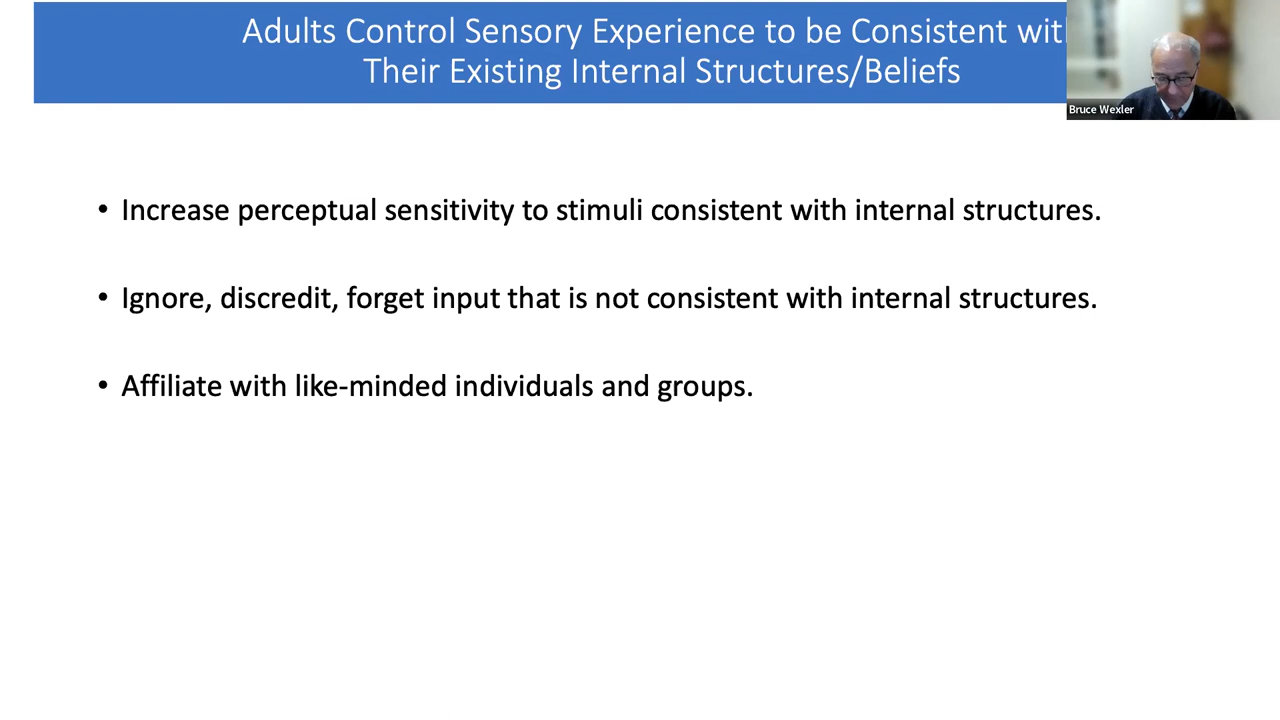 Adults Control Sensory Experience to be Consistent with
Their Existing Internal Structures/Beliefs
Bruce Wexler
• Increase perceptual sensitivity to stimuli consistent with internal structures.
• Ignore, discredit, forget input that is not consistent with internal structures.
• Affiliate with like-minded individuals and groups.